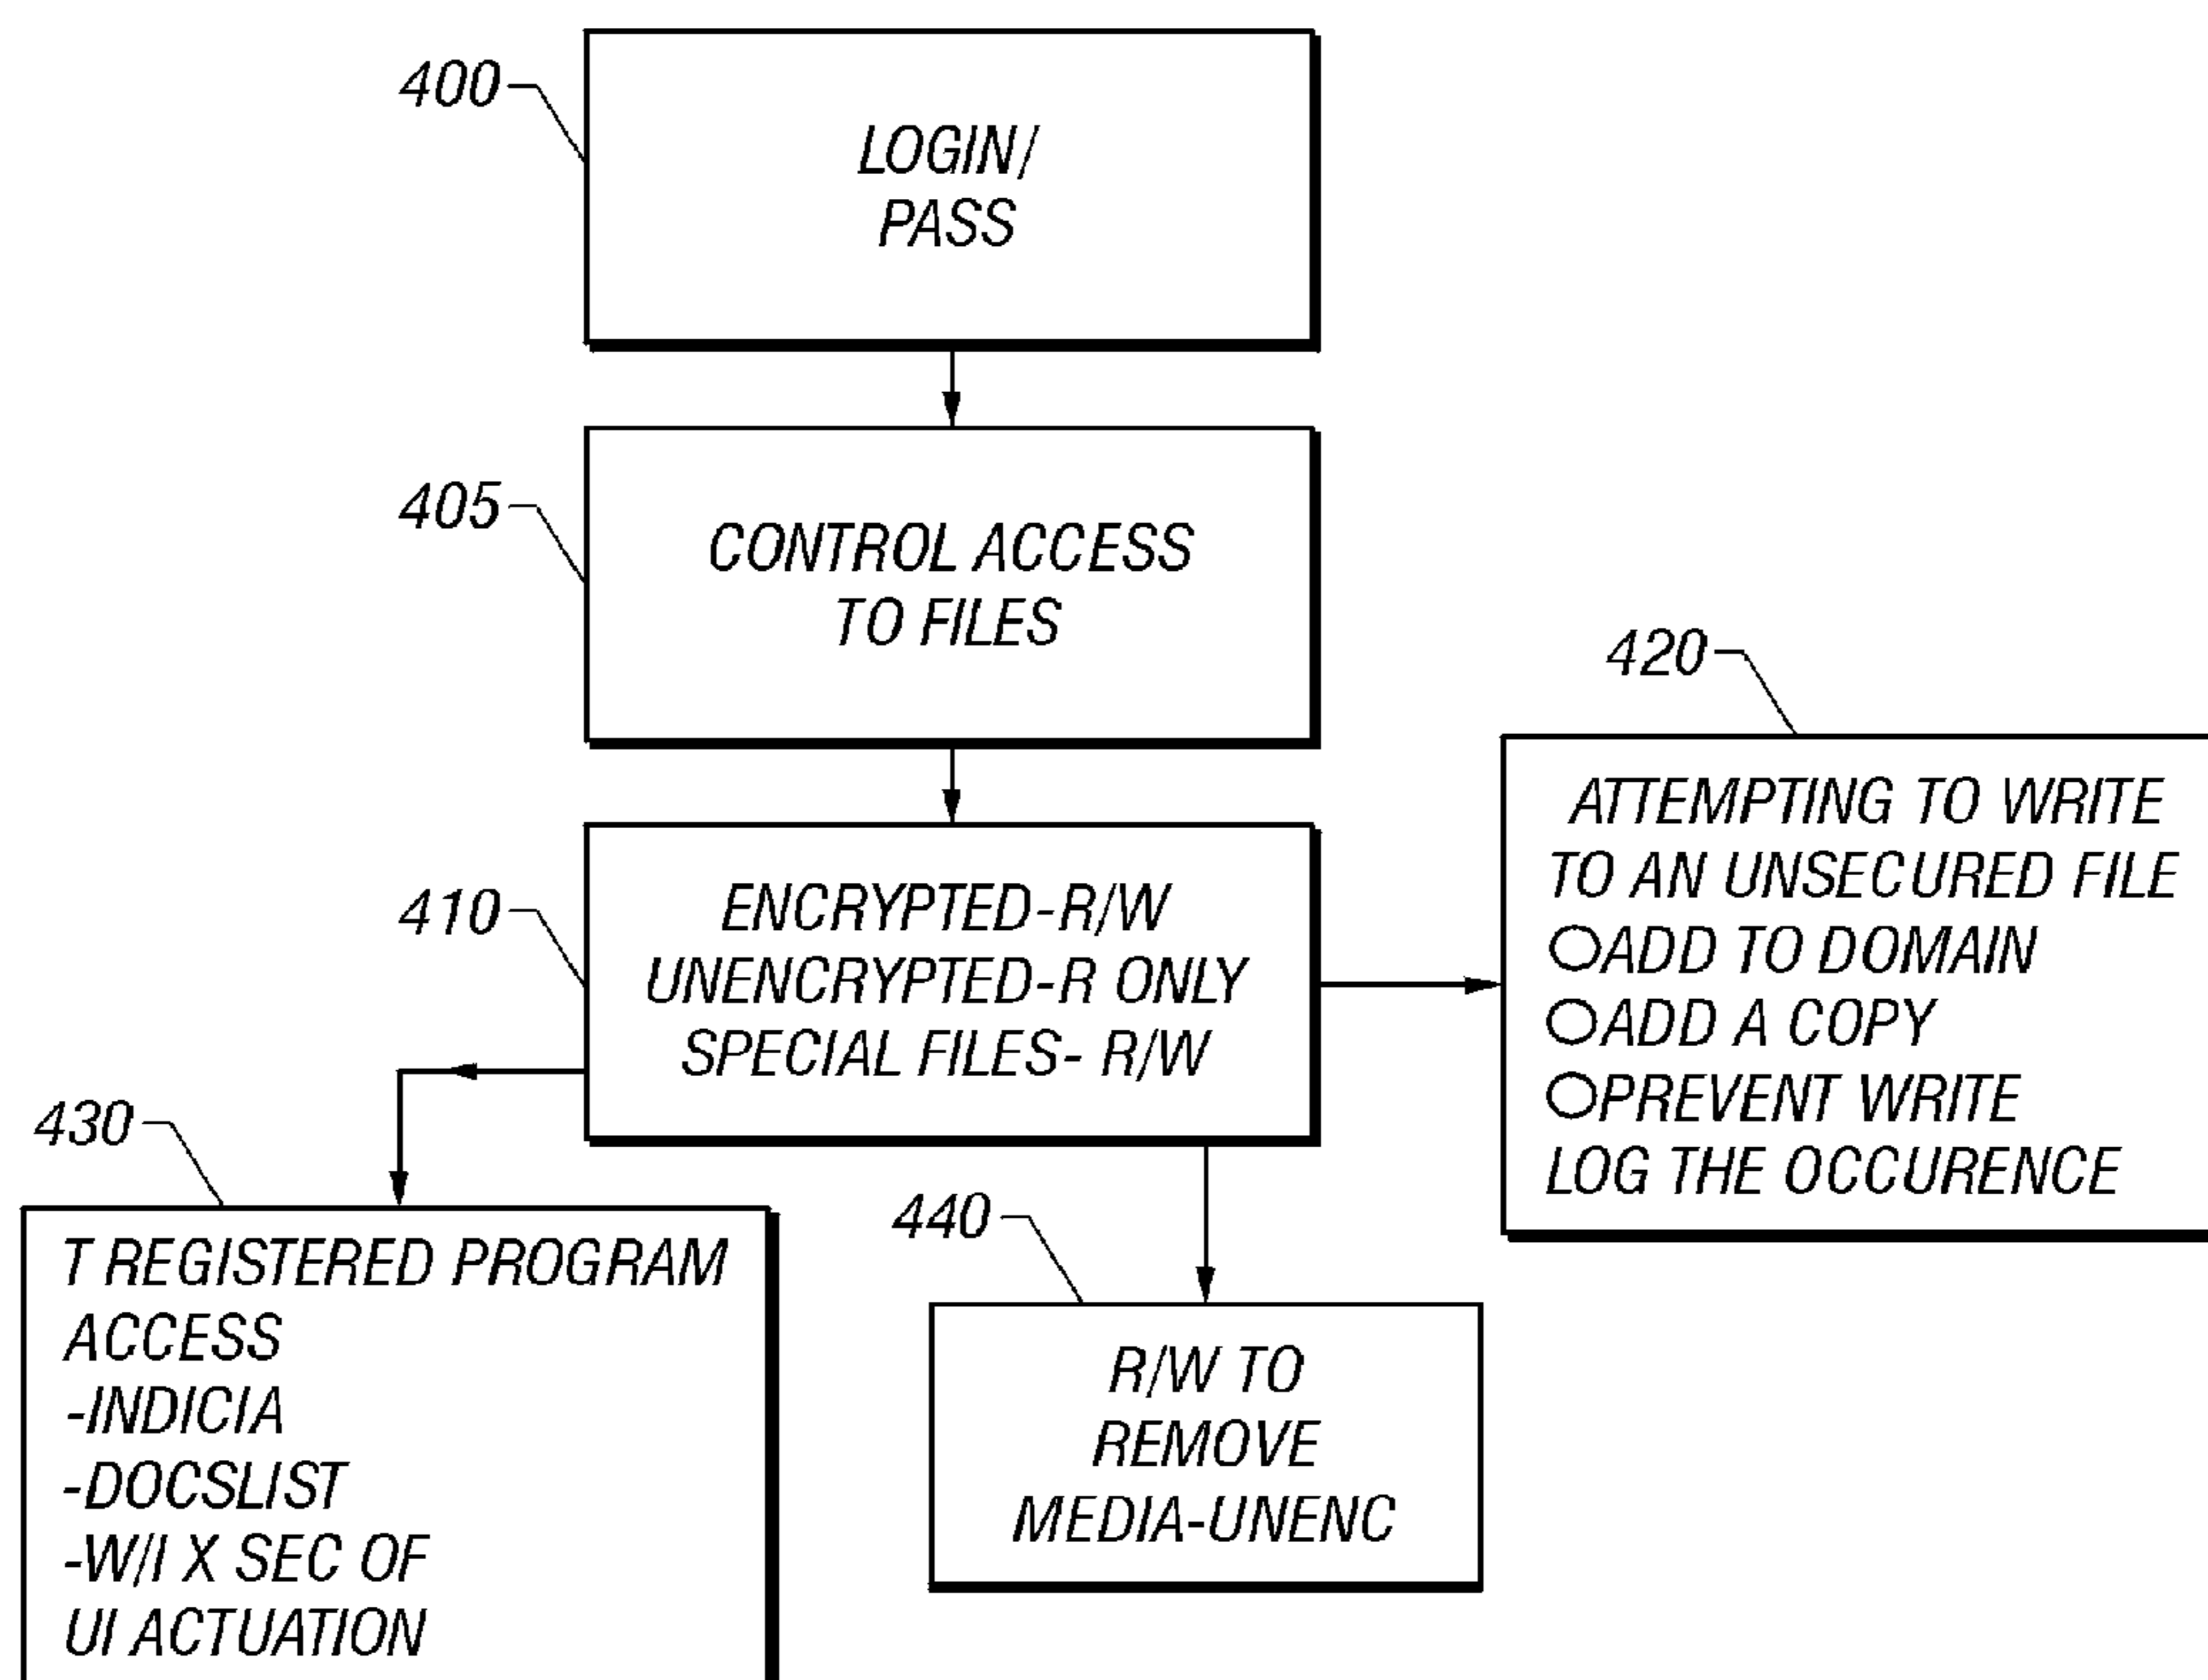 400
LOGIN/
PASS
405
CONTROL ACCESS
TO FILES
410
ENCRYPTED-R/W
UNENCRYPTED-R ONLY
SPECIAL FILES- R/W
420
ATTEMPTING TO WRITE
TO AN UNSECURED FILE
○ADD TO DOMAIN
○ADD A COPY
○PREVENT WRITE
LOG THE OCCURENCE
430
T REGISTERED PROGRAM
ACCESS
-INDICIA
-DOCSLIST
-W/I X SEC OF
UI ACTUATION
440
R/W TO
REMOVE
MEDIA-UNENC